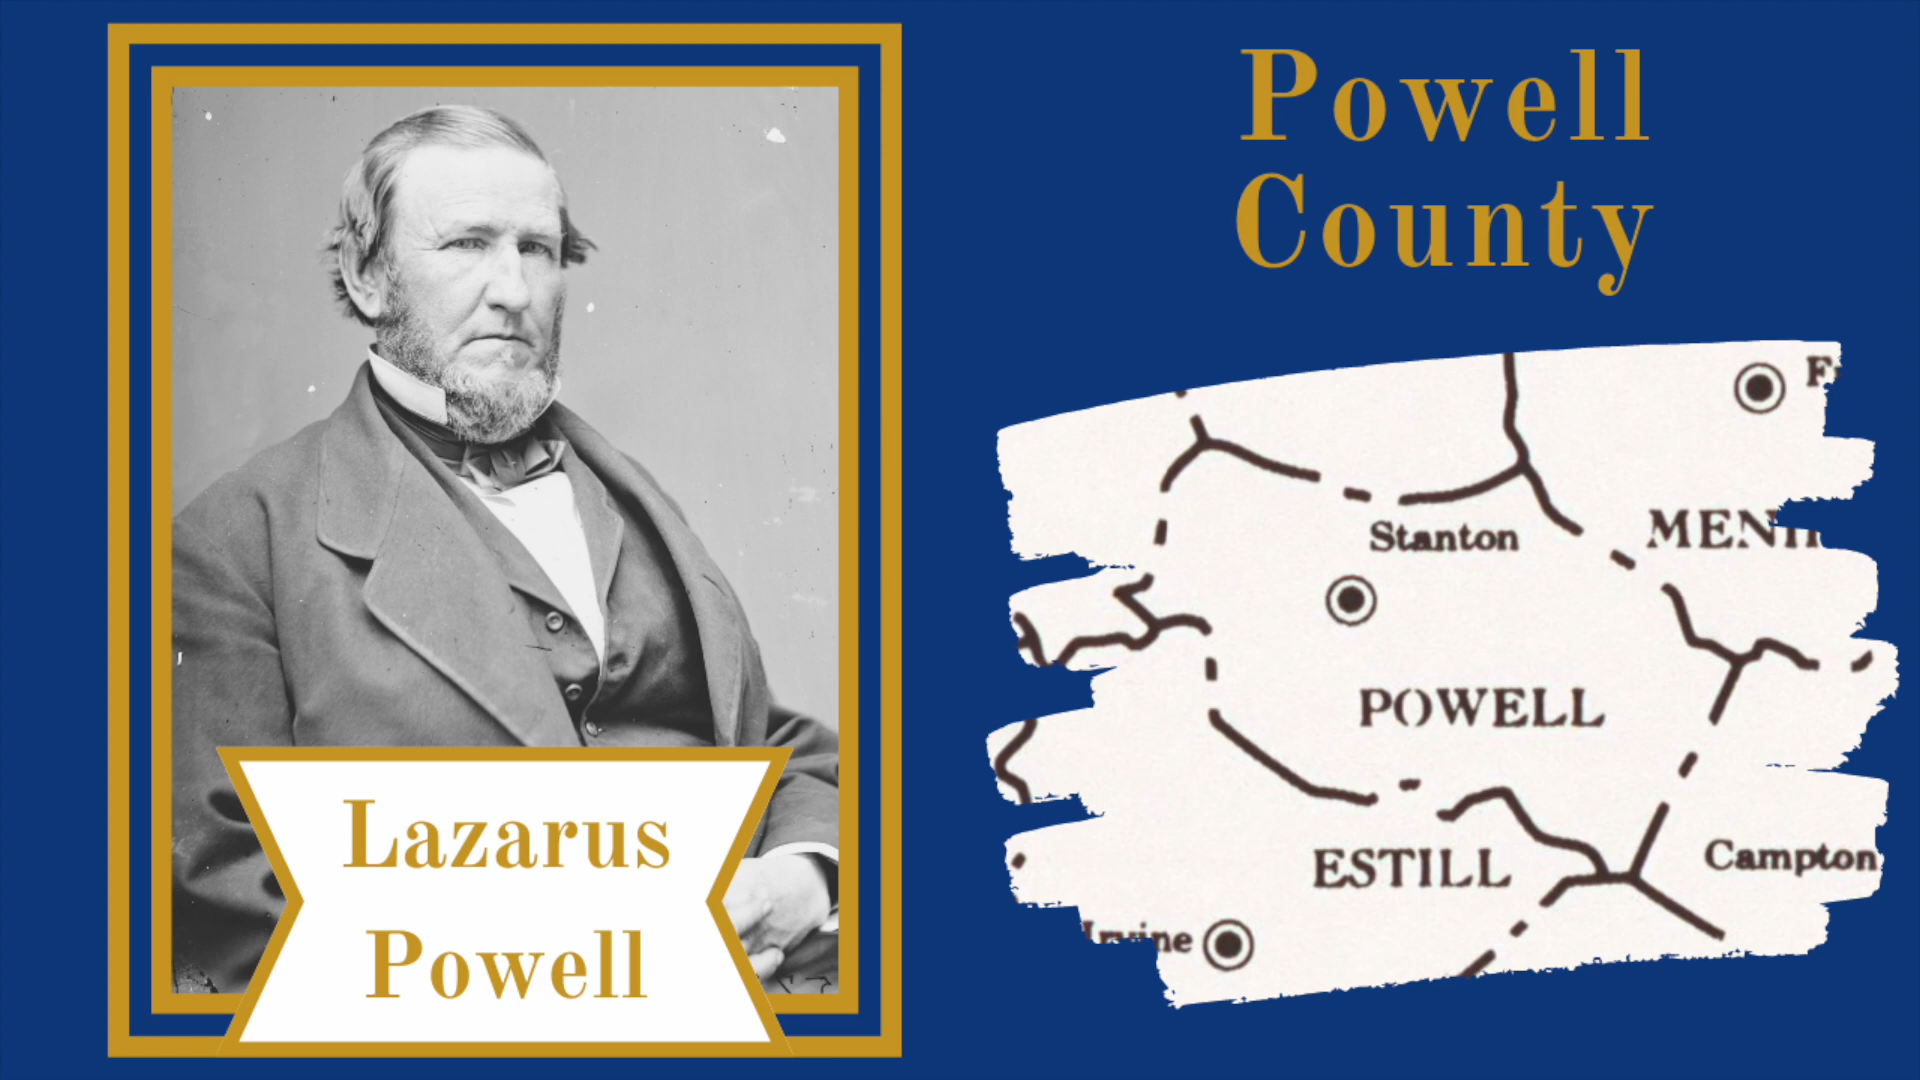 Powell
County
Lazarus
Powell
Stanton
POWELL
ESTILL
Campton